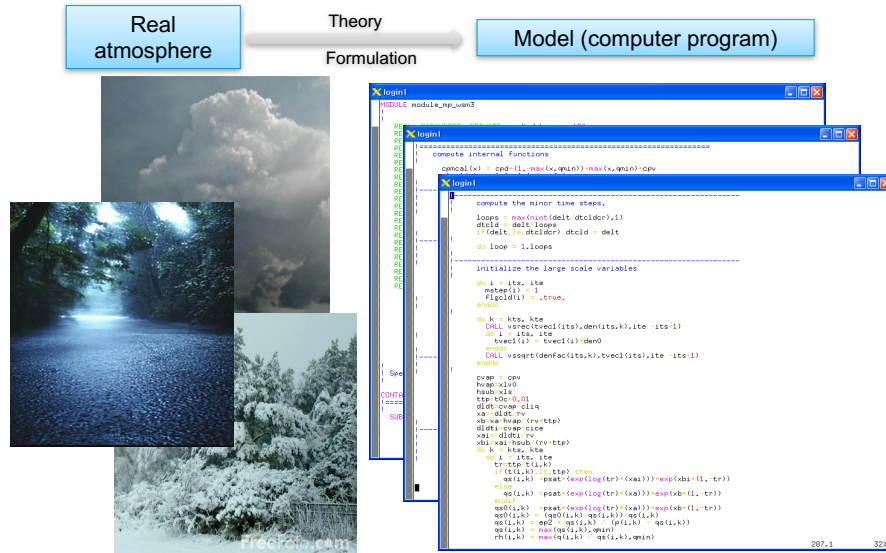 Real
atmosphere
Theory
Formulation
Model (computer program)
login1
MODULE module_mp_wsm3
login1
compute internal functions
cpmcal(x) = cpd*(1.-max(x,qmin))+max(x,qmin)*cpv
login1
compute the minor time steps.
loops = max(nint(delt/dtcldcr),1)
dtcld = delt/loops
if(delt.le.dtcldcr) dtcld = delt
do loop = 1,loops
initialize the large scale variables
do i = its, ite
mstep(i) = 1
flgcld(i) = .true.
enddo
do k = kts, kte
CALL vsrec(tvec1(its),den(its,k),ite-its+1)
do i = its, ite
tvec1(i) = tvec1(i)*den0
enddo
CALL vssqrt(denfac(its,k),tvec1(its),ite-its+1)
enddo
cvap = cpv
hvap=xlv0
hsub=xls
ttp=t0c+0.01
dldt=cvap-cliq
xa=-dldt/rv
xb=xa+hvap/(rv*ttp)
dldti=cvap-cice
xai=-dldti/rv
xbi=xai+hsub/(rv*ttp)
do k = kts, kte
do i = its, ite
tr=ttp/t(i,k)
if(t(i,k).lt.ttp) then
qs(i,k) =psat*(exp(log(tr)*(xai)))*exp(xbi*(1.-tr))
else
qs(i,k) =psat*(exp(log(tr)*(xa)))*exp(xb*(1.-tr))
endif
qs0(i,k) =psat*(exp(log(tr)*(xa)))*exp(xb*(1.-tr))
qs0(i,k) = (qs0(i,k)-qs(i,k))/qs(i,k)
qs(i,k) = ep2 * qs(i,k) / (p(i,k) - qs(i,k))
qs(i,k) = max(qs(i,k),qmin)
rh(i,k) = max(q(i,k) / qs(i,k),qmin)
287,1 32%
Spe
CONTA
SUB
FreeFoto.com